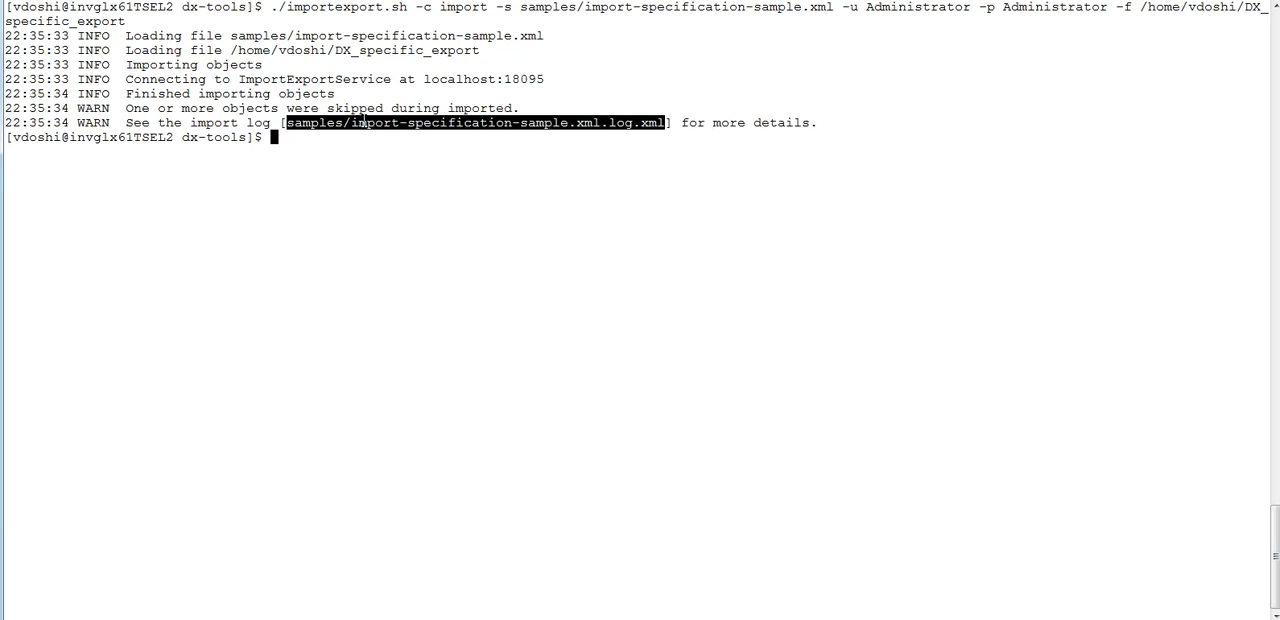 [vdoshi@invglx61TSEL2 dx-tools]$ ./importexport.sh -c import -s samples/import-specification-sample.xml -u Administrator -p Administrator -f /home/vdoshi/DX_
specific_export
22:35:33 INFO  Loading file samples/import-specification-sample.xml
22:35:33 INFO  Loading file /home/vdoshi/DX_specific_export
22:35:33 INFO  Importing objects
22:35:33 INFO  Connecting to ImportExportService at localhost:18095
22:35:34 INFO  Finished importing objects
22:35:34 WARN  One or more objects were skipped during imported.
22:35:34 WARN  See the import log [samples/import-specification-sample.xml.log.xml] for more details.
[vdoshi@invglx61TSEL2 dx-tools]$